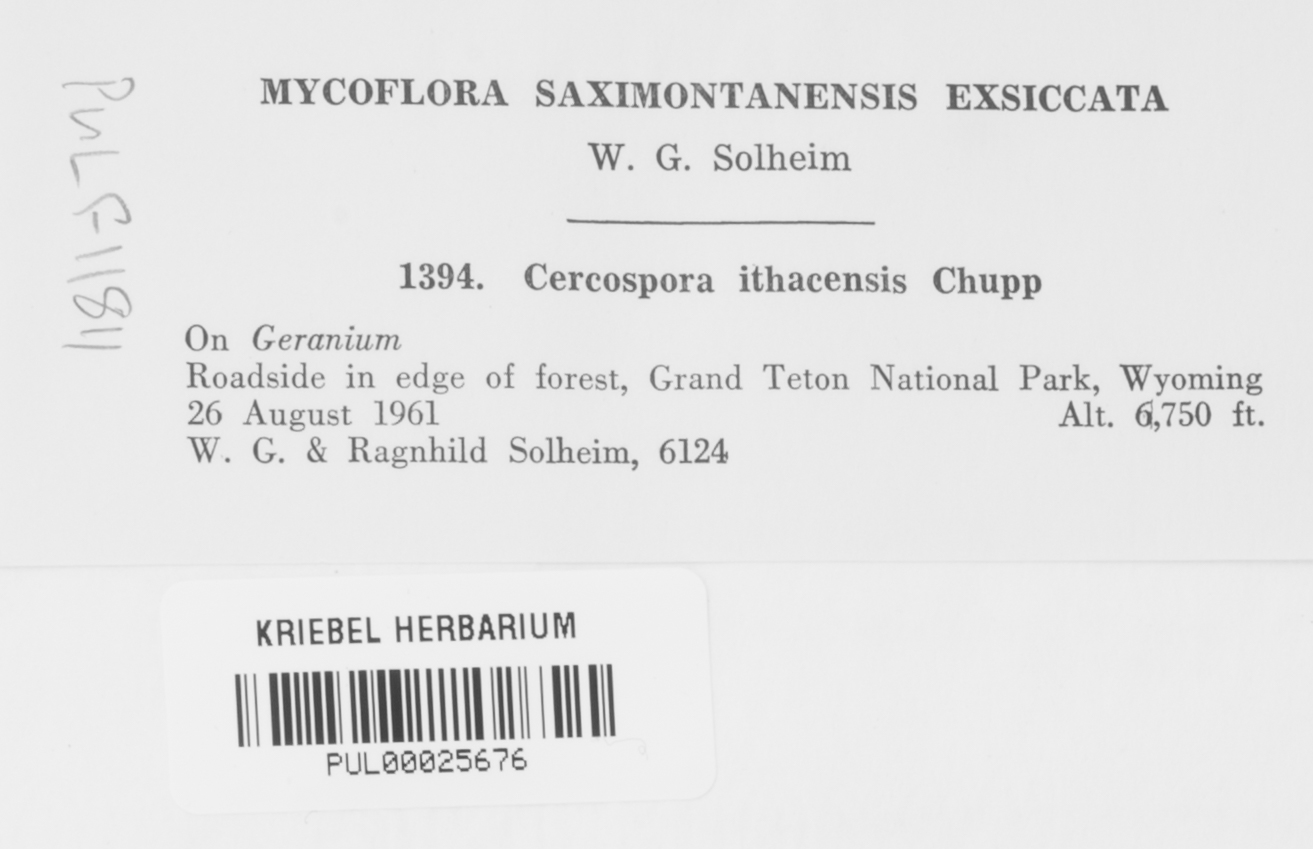 MYCOFLORA SAXIMONTANENSIS EXSICCATA
W. G. Solheim
1394. Cercospora ithacensis Chupp
On Geranium
Roadside in edge of forest, Grand Teton National Park, Wyoming
26 August 1961 Alt. 6,750 ft.
W. G. & Ragnhild Solheim, 6124
PUL F11811
KRIEBEL HERBARIUM
PUL00025676